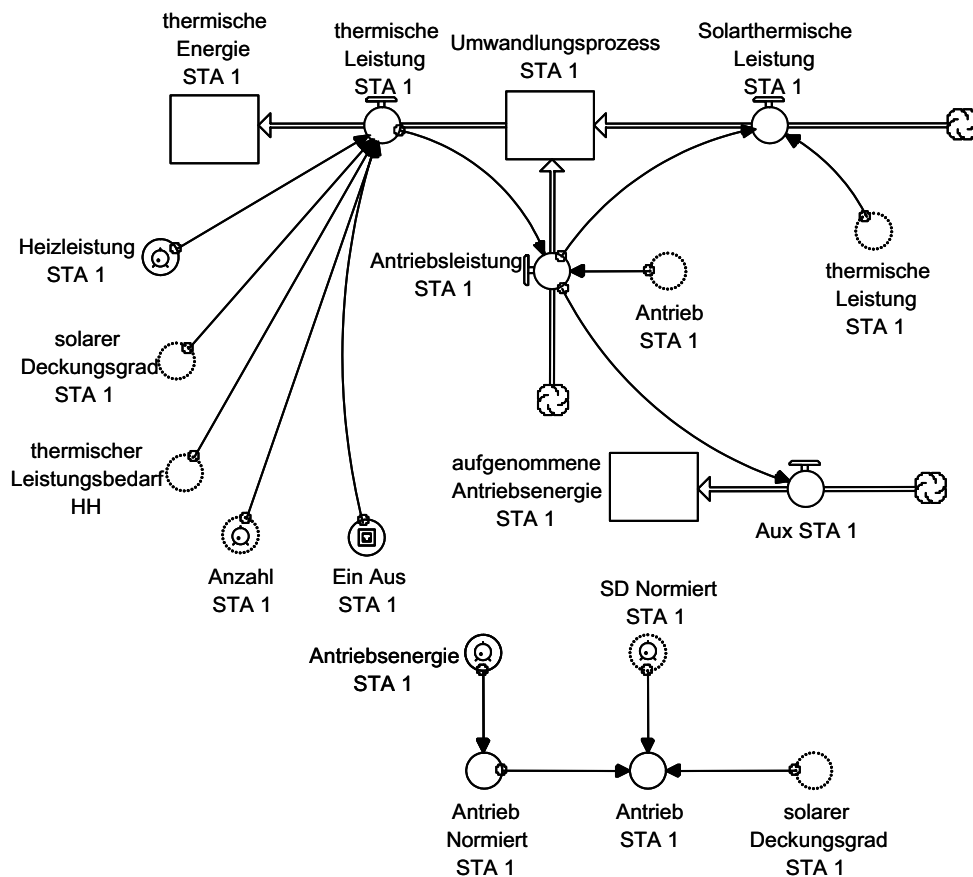 thermische
Energie
STA 1
thermische
Leistung
STA 1
Umwandlungsprozess
STA 1
Solarthermische
Leistung
STA 1
Heizleistung
STA 1
Antriebsleistung
STA 1
Antrieb
STA 1
thermische
Leistung
STA 1
solarer
Deckungsgrad
STA 1
thermischer
Leistungsbedarf
HH
aufgenommene
Antriebsenergie
STA 1
Aux STA 1
Anzahl
STA 1
Ein Aus
STA 1
SD Normiert
STA 1
Antriebsenergie
STA 1
Antrieb
Normiert
STA 1
Antrieb
STA 1
solarer
Deckungsgrad
STA 1